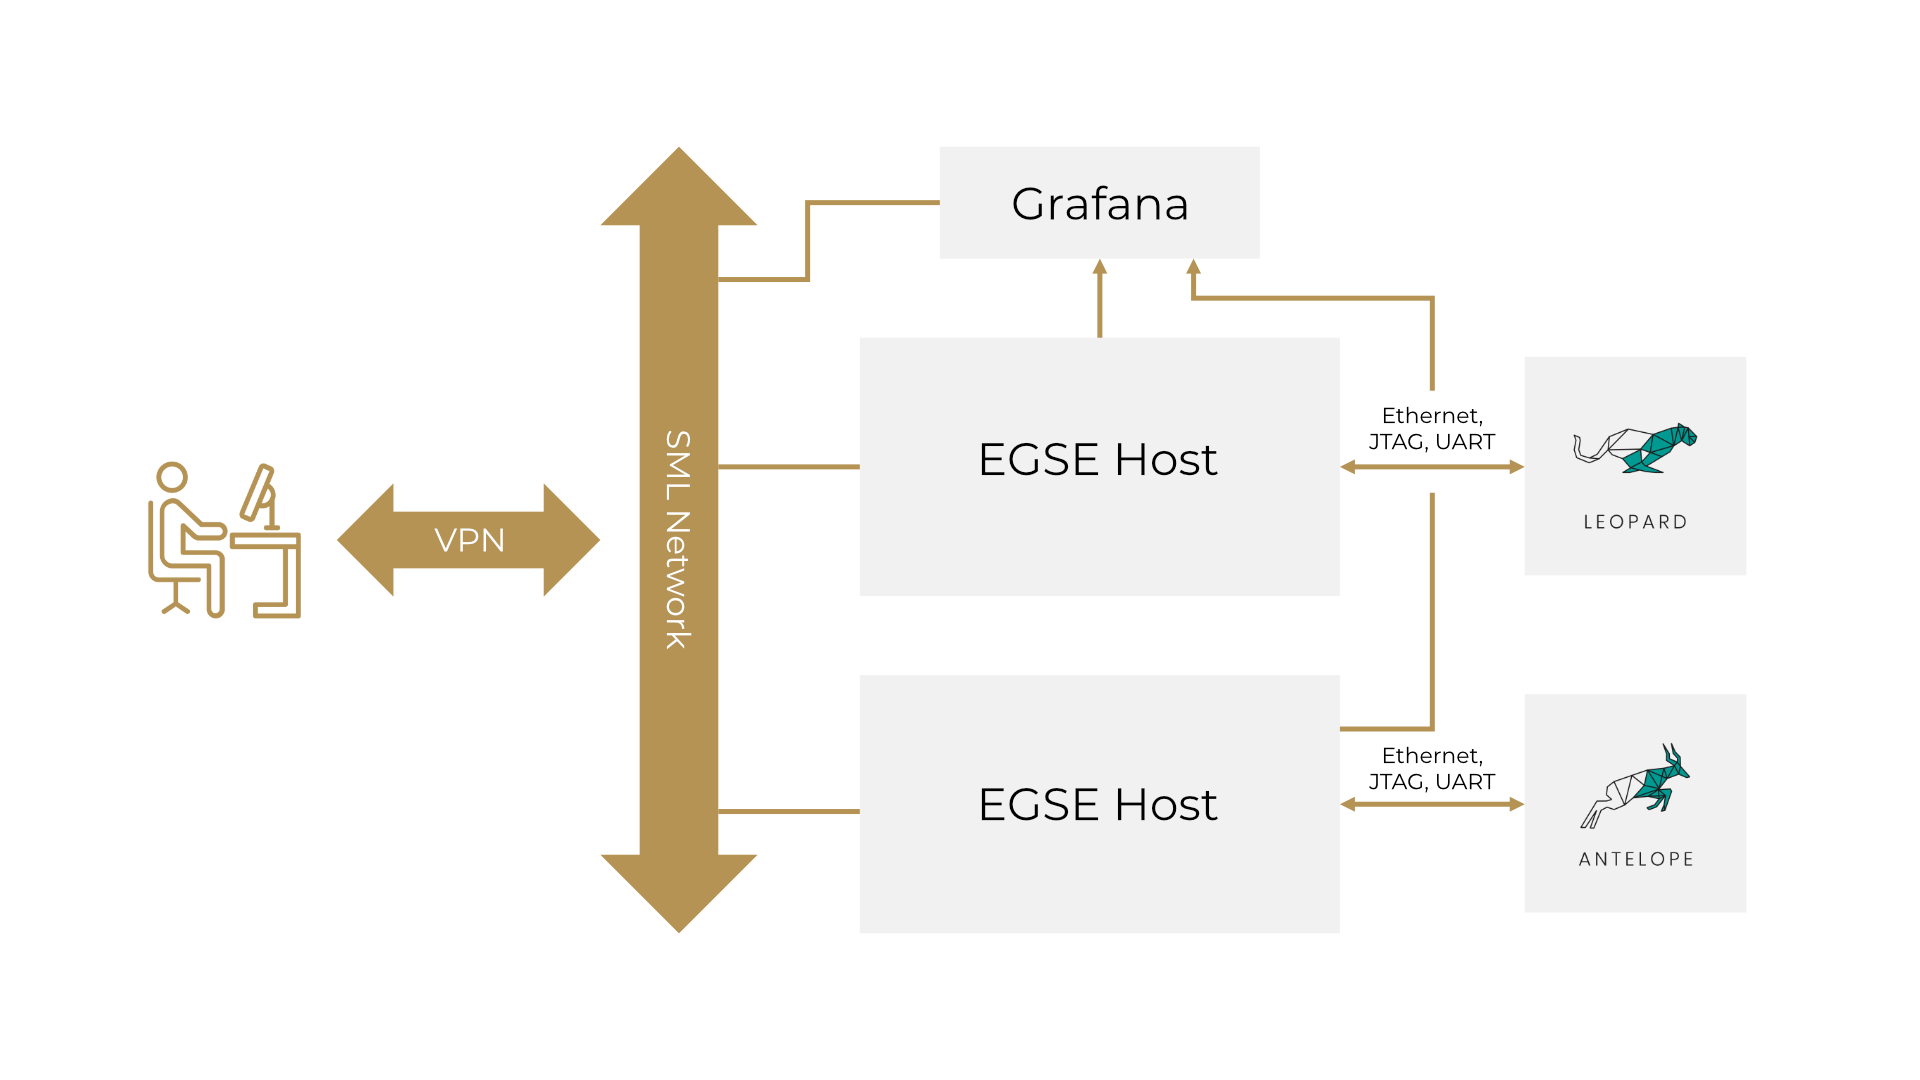 Grafana
EGSE Host
Ethernet,
JTAG, UART
LEOPARD
VPN
SML Network
EGSE Host
Ethernet,
JTAG, UART
ANTELOPE